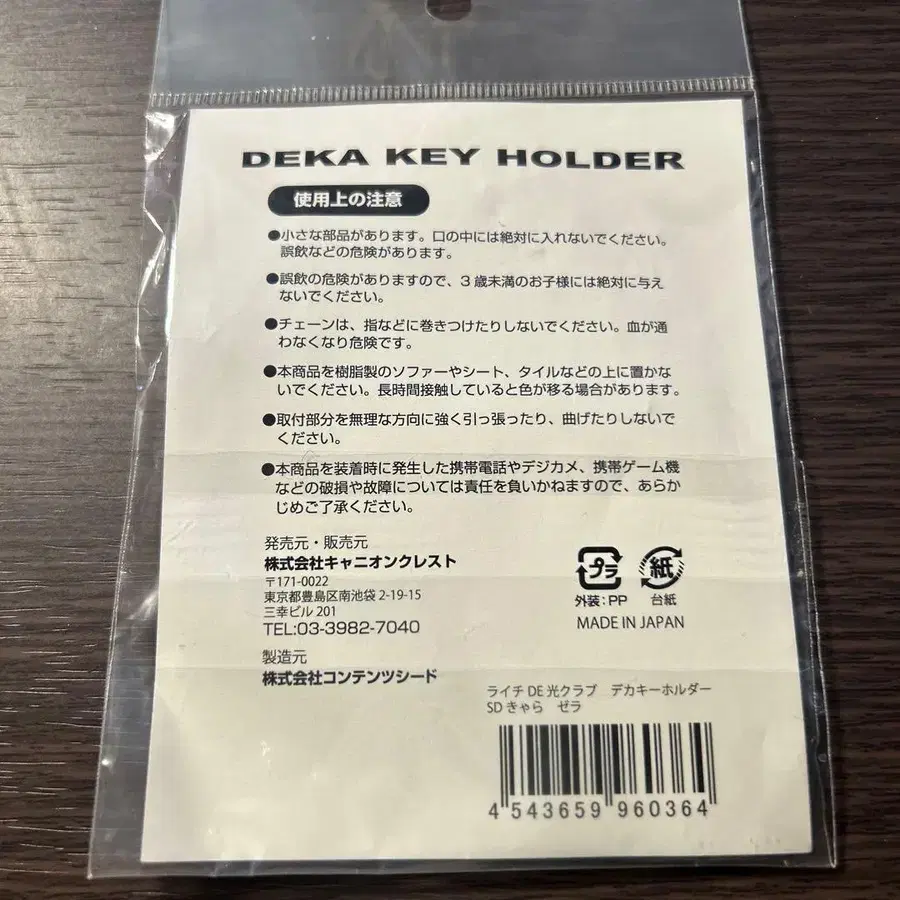 DEKA KEY HOLDER
使用上の注意
●小さな部品があります。口の中には絶対に入れないでください。
誤飲などの危険があります。
●誤飲の危険がありますので、3歳未満のお子様には絶対に与え
ないでください。
●チェーンは、指などに巻きつけたりしないでください。血が通
わなくなり危険です。
●本商品を樹脂製のソファーやシート、タイルなどの上に置かな
いでください。長時間接触していると色が移る場合があります。
●取付部分を無理な方向に強く引っ張ったり、曲げたりしないで
ください。
●本商品を装着時に発生した携帯電話やデジカメ、携帯ゲーム機
などの破損や故障については責任を負いかねますので、あらか
じめご了承ください。
発売元・販売元
株式会社キャニオンクレスト
〒171-0022
東京都豊島区南池袋 2-19-15
三幸ビル 201
TEL:03-3982-7040
製造元
株式会社コンテンツシード
プラ
外装:PP
紙
台紙
MADE IN JAPAN
ライチ DE 光クラブ デカキーホルダー
SD きゃら ゼラ
4 543659 960364